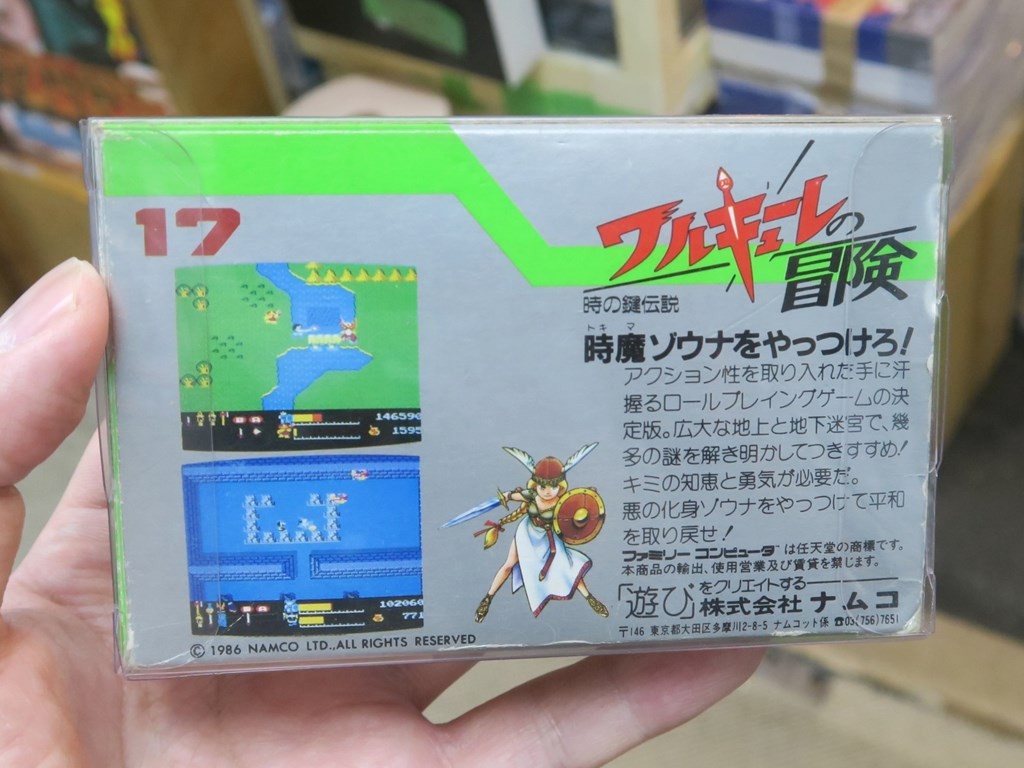 17
ワルキューレの
冒険
時の鍵伝説
トキ マ
時魔ゾウナをやっつけろ!
アクション性を取り入れた手に汗
握るロールプレイングゲームの決
定版。広大な地上と地下迷宮で、幾
多の謎を解き明かしてつきすすめ!
キミの知恵と勇気が必要だ。
悪の化身ゾウナをやっつけて平和
を取り戻せ!
ファミリーコンピュータ™は任天堂の商標です。
本商品の輸出、使用営業及び賃貸を禁じます。
「遊び」をクリエイトする
株式会社 ナムコ
〒146 東京都大田区多摩川2-8-5 ナムコット係 ☎03(756)7651
146590
1595
102060
771
© 1986 NAMCO LTD.,ALL RIGHTS RESERVED